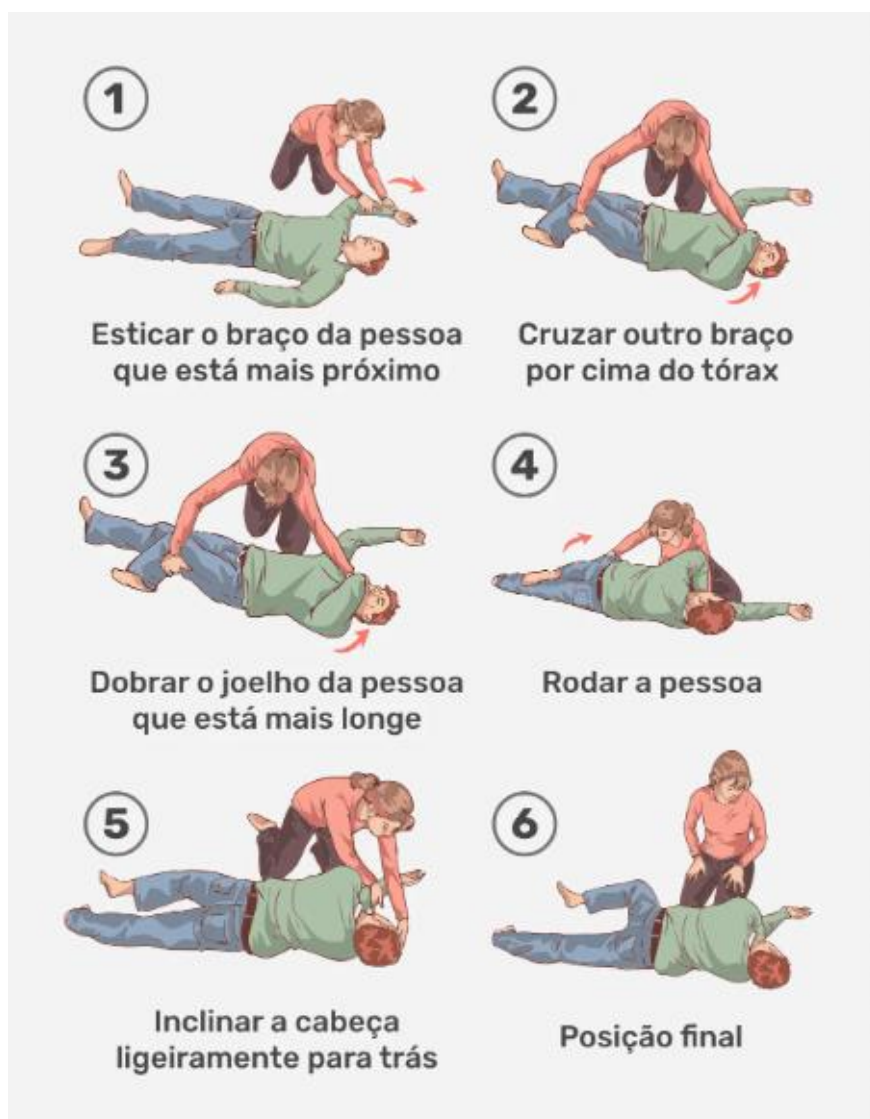 1
2
Esticar o braço da pessoa
que está mais próximo
Cruzar outro braço
por cima do tórax
3
4
Dobrar o joelho da pessoa
que está mais longe
Rodar a pessoa
5
6
Inclinar a cabeça
ligeiramente para trás
Posição final